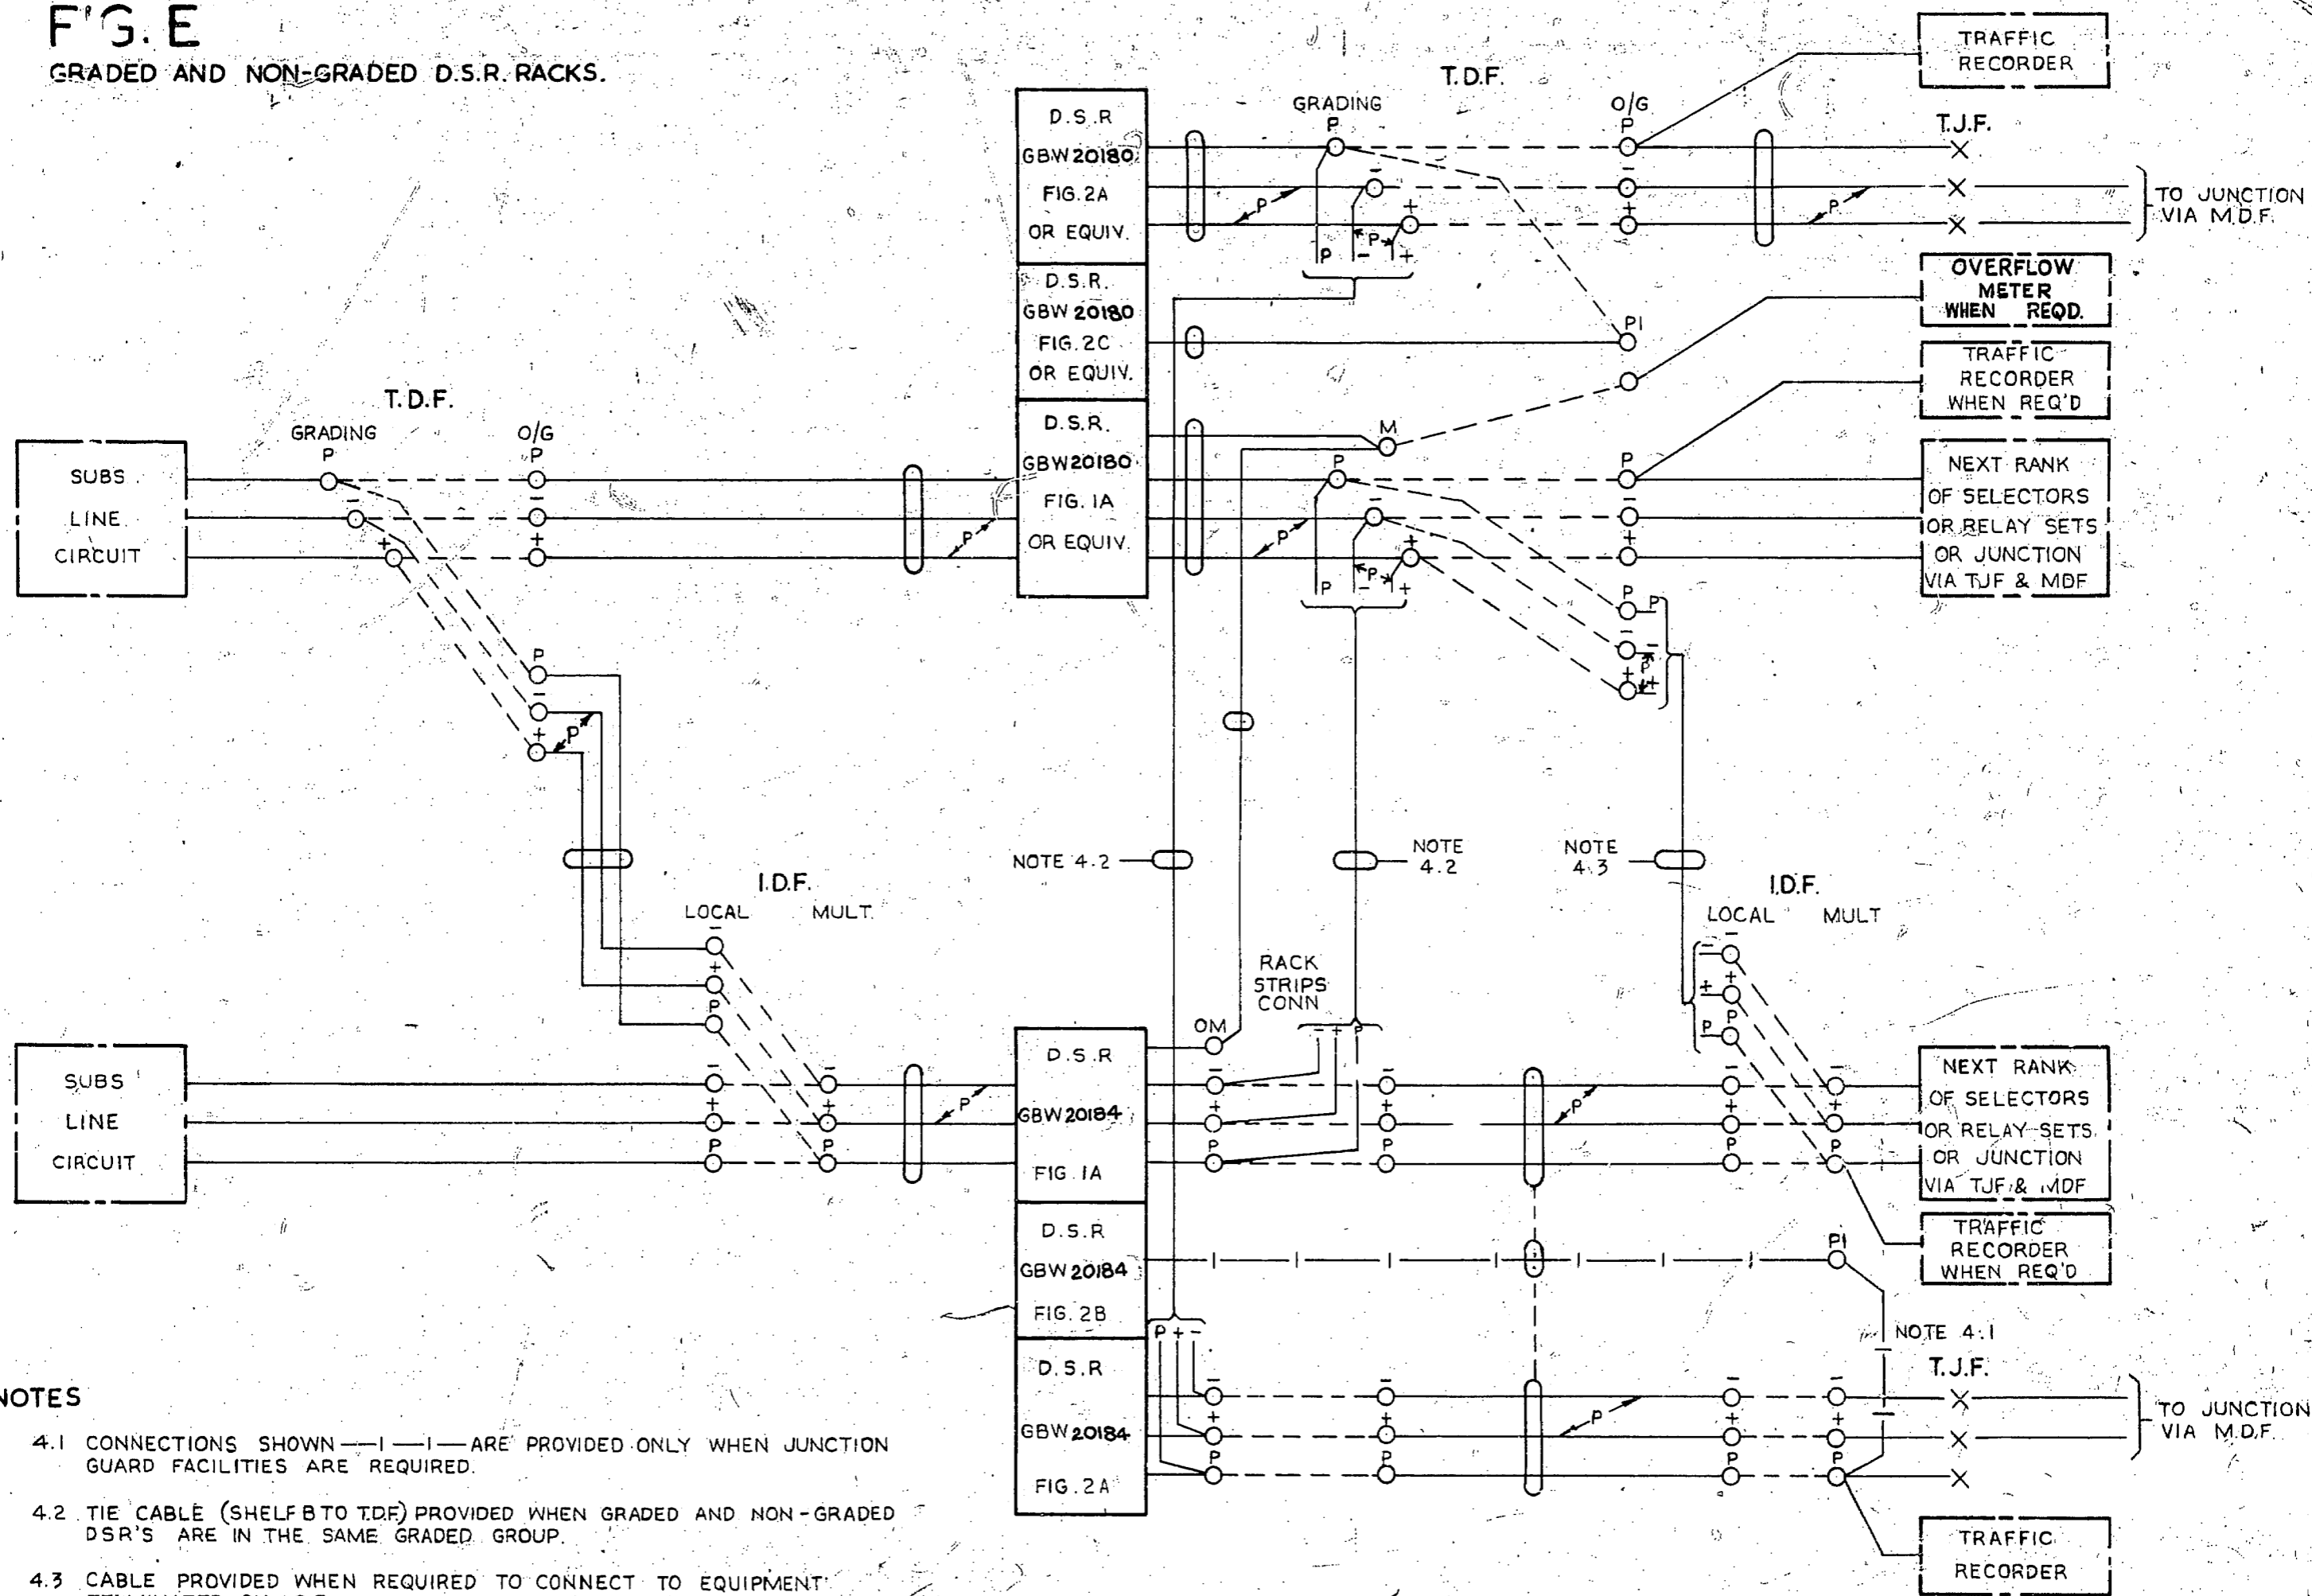 FIG. E
GRADED AND NON-GRADED D.S.R. RACKS.
T.D.F.
GRADING
O/G
P
P
-
-
+
+
P - +
P
P
P
TRAFFIC
RECORDER
T.J.F.
TO JUNCTION
VIA M.D.F.
D.S.R
GBW 20180
FIG. 2A
OR EQUIV.
D.S.R.
GBW 20180
FIG. 2C
OR EQUIV.
D.S.R.
GBW 20180
FIG. 1A
OR EQUIV.
PI
OVERFLOW
METER
WHEN REQD.
TRAFFIC
RECORDER
WHEN REQ'D
T.D.F.
GRADING
O/G
P
P
-
-
+
+
P
SUBS
LINE
CIRCUIT
M
P
P
-
-
+
+
P
P
P - +
NEXT RANK
OF SELECTORS
OR RELAY SETS
OR JUNCTION
VIA TJF & MDF
P P
- -
P
+ +
P
-
P
+
NOTE 4.2
NOTE
4.2
NOTE
4.3
I.D.F.
LOCAL MULT.
-
+
P
I.D.F.
LOCAL MULT
- -
+ +
P P
RACK
STRIPS
CONN
- + P
OM
SUBS
LINE
CIRCUIT
- -
+ +
P P
P
D.S.R
GBW 20184
FIG. 1A
- - - -
+ + + +
P P P P
P
NEXT RANK
OF SELECTORS
OR RELAY SETS
OR JUNCTION
VIA TJF & MDF
D.S.R
GBW 20184
FIG. 2B
PI
TRAFFIC
RECORDER
WHEN REQ'D
NOTE 4.1
D.S.R
GBW 20184
FIG. 2A
P + -
- - - -
+ + + +
P P P P
P
T.J.F.
TO JUNCTION
VIA M.D.F.
TRAFFIC
RECORDER
NOTES
4.1 CONNECTIONS SHOWN —I—I— ARE PROVIDED ONLY WHEN JUNCTION
GUARD FACILITIES ARE REQUIRED.
4.2 TIE CABLE (SHELF B TO T.D.F.) PROVIDED WHEN GRADED AND NON-GRADED
DSR'S ARE IN THE SAME GRADED GROUP.
4.3 CABLE PROVIDED WHEN REQUIRED TO CONNECT TO EQUIPMENT